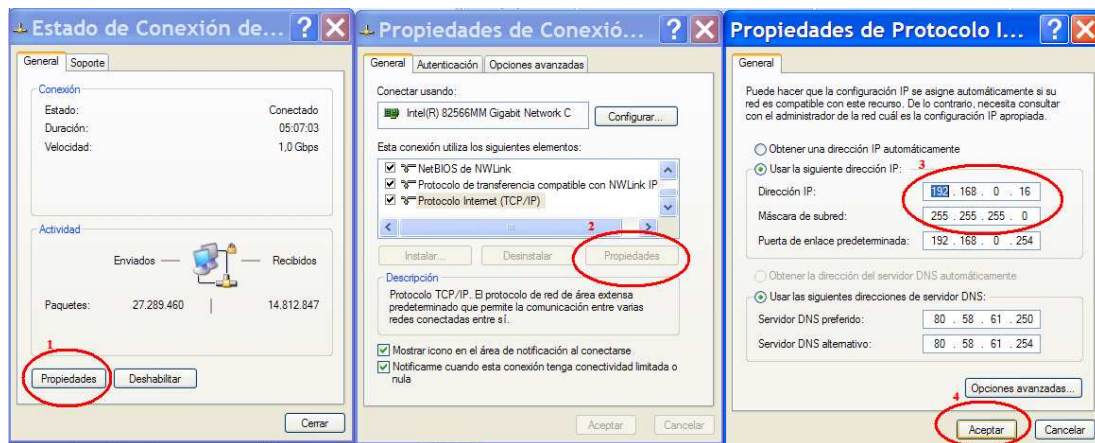 Estado de Conexión de...
General
Soporte
Conexión
Estado: Conectado
Duración: 05:07:03
Velocidad: 1,0 Gbps
Actividad
Enviados — — Recibidos
Paquetes: 27.289.460 | 14.812.847
1
Propiedades
Deshabilitar
Cerrar
Propiedades de Conexió...
General
Autenticación
Opciones avanzadas
Conectar usando:
Intel(R) 82566MM Gigabit Network C
Configurar...
Esta conexión utiliza los siguientes elementos:
NetBIOS de NWLink
Protocolo de transferencia compatible con NWLink IP
Protocolo Internet (TCP/IP)
2
Instalar...
Desinstalar
Propiedades
Descripción
Protocolo TCP/IP. El protocolo de red de área extensa
predeterminado que permite la comunicación entre varias
redes conectadas entre sí.
Mostrar icono en el área de notificación al conectarse
Notificarme cuando esta conexión tenga conectividad limitada o
nula
Aceptar
Cancelar
Propiedades de Protocolo I...
General
Puede hacer que la configuración IP se asigne automáticamente si su
red es compatible con este recurso. De lo contrario, necesita consultar
con el administrador de la red cuál es la configuración IP apropiada.
Obtener una dirección IP automáticamente
Usar la siguiente dirección IP: 3
Dirección IP: 192 . 168 . 0 . 16
Máscara de subred: 255 . 255 . 255 . 0
Puerta de enlace predeterminada: 192 . 168 . 0 . 254
Obtener la dirección del servidor DNS automáticamente
Usar las siguientes direcciones de servidor DNS:
Servidor DNS preferido: 80 . 58 . 61 . 250
Servidor DNS alternativo: 80 . 58 . 61 . 254
Opciones avanzadas...
4
Aceptar
Cancelar